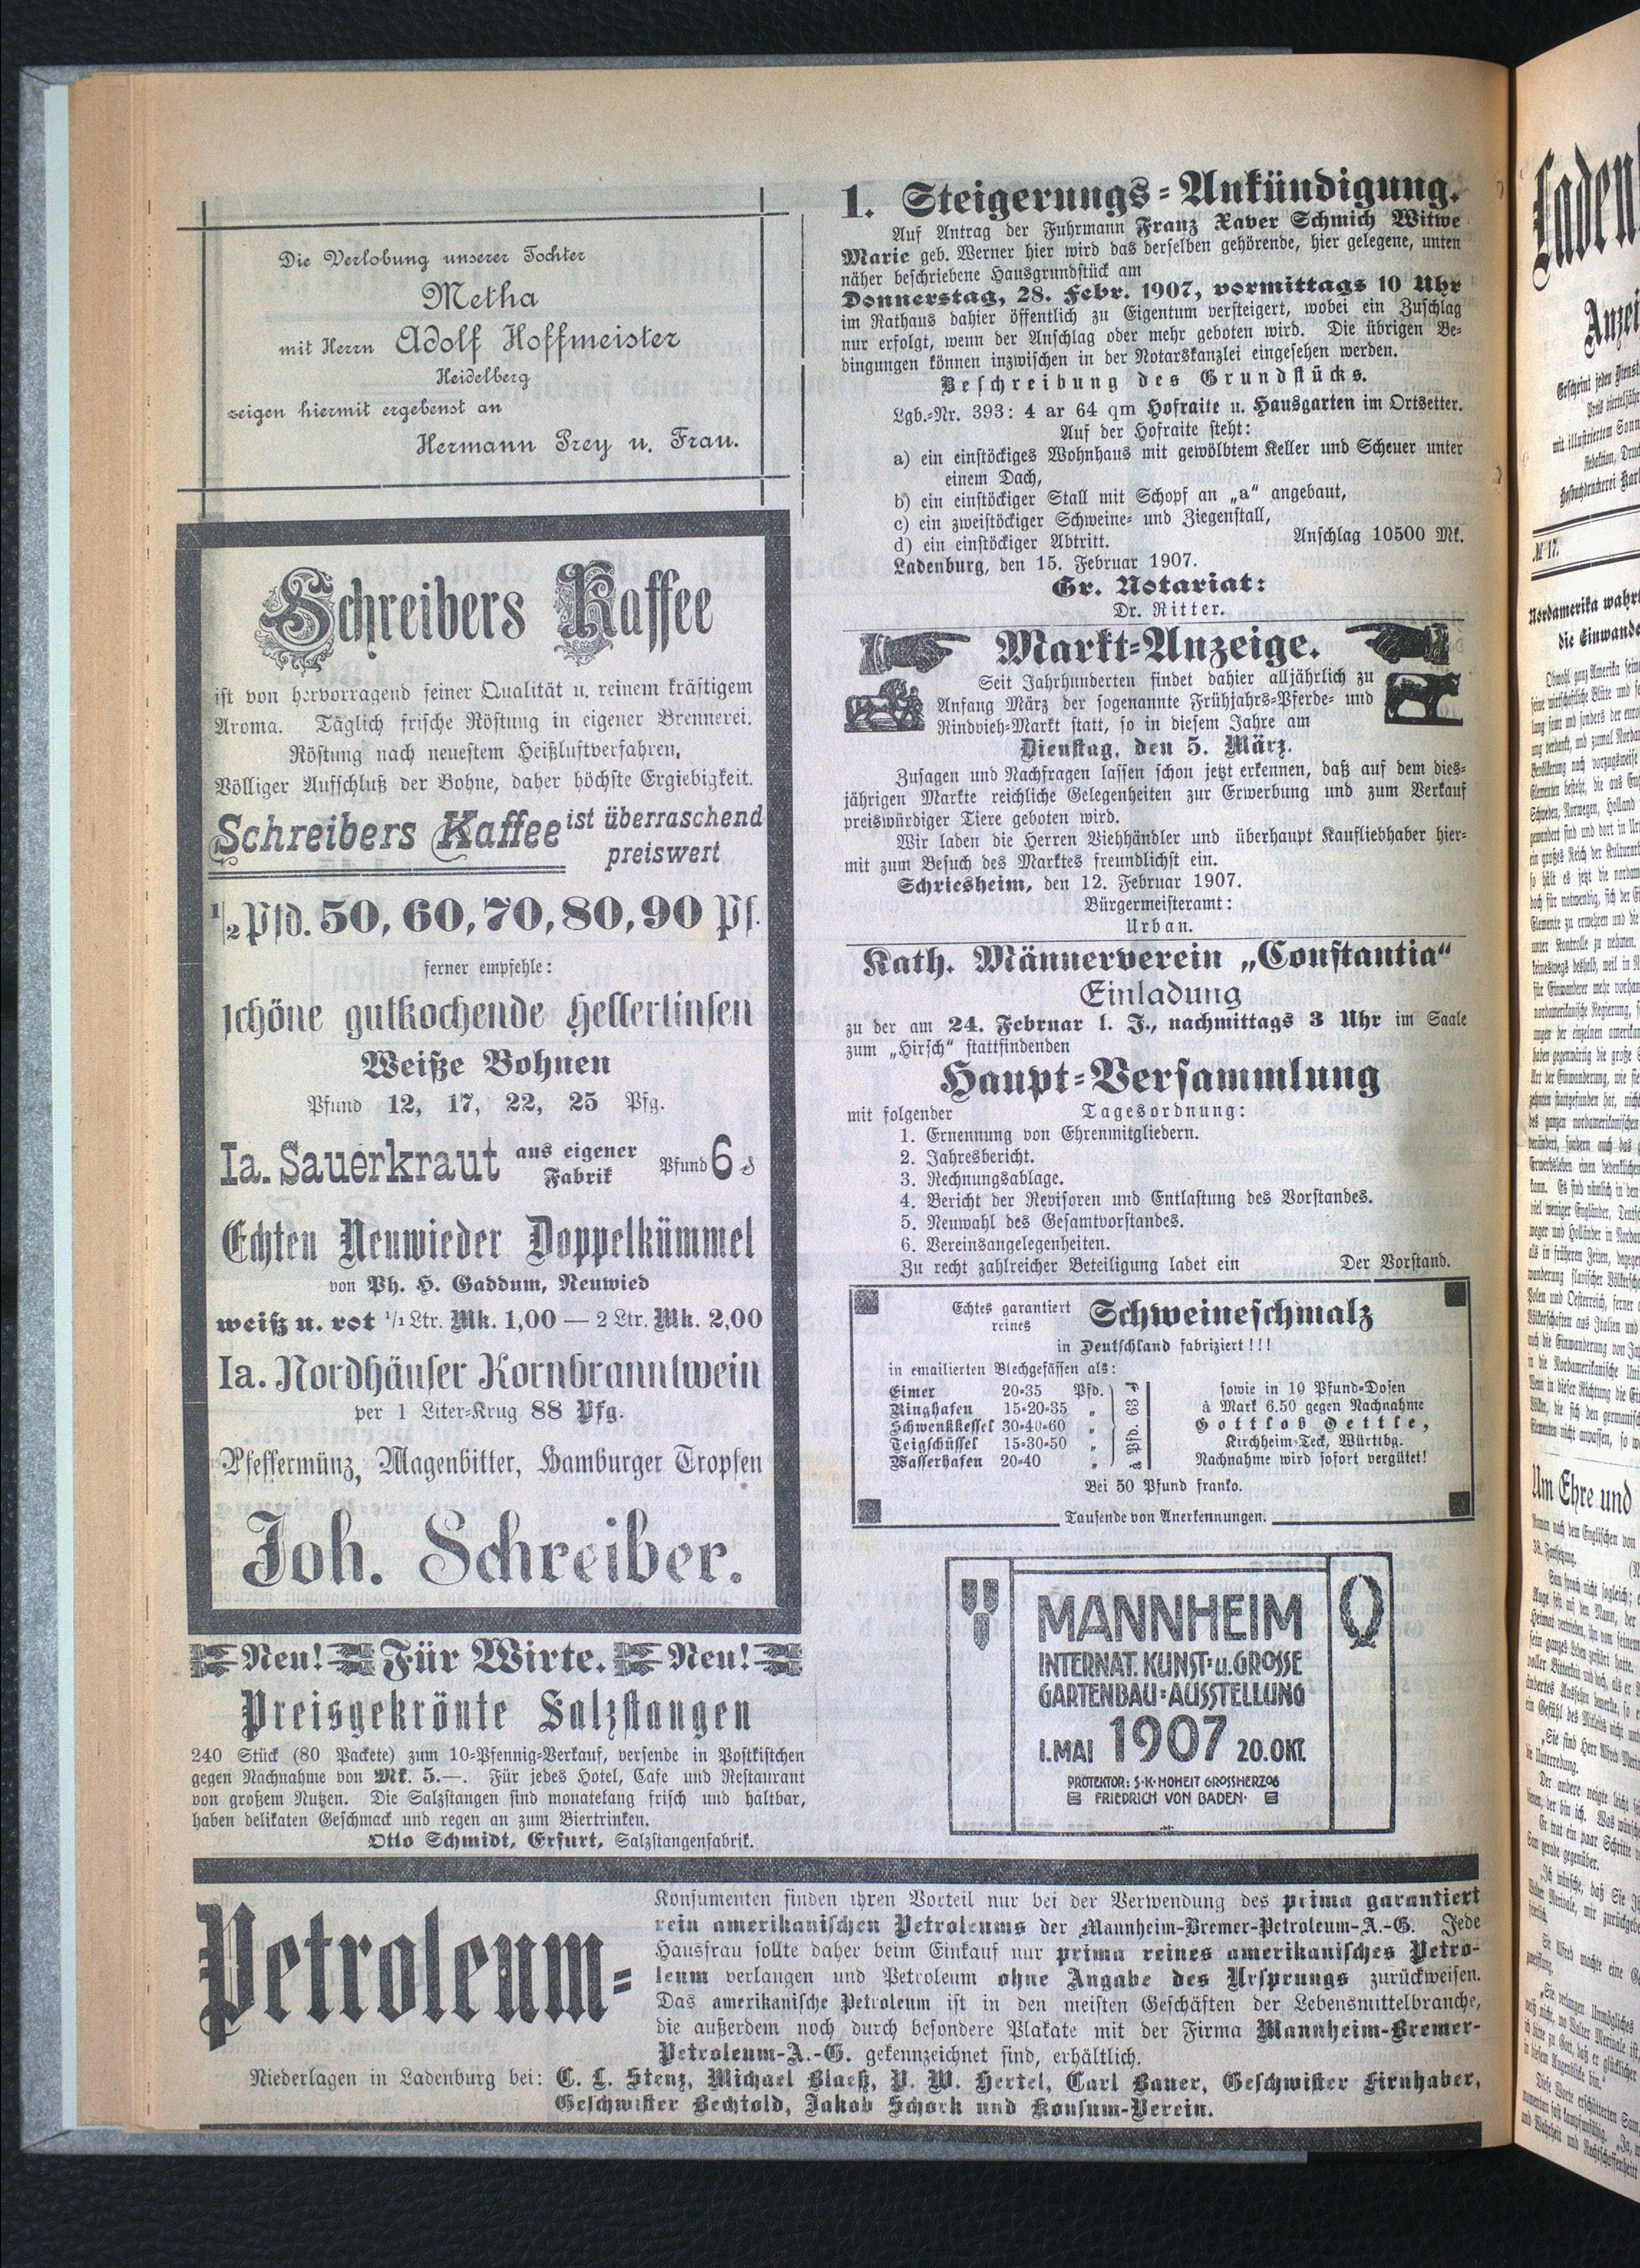 Die Verlobung unserer Tochter
Metha
mit Herrn Adolf Hoffmeister
Heidelberg
zeigen hiermit ergebenst an
Hermann Prey u. Frau.
Schreibers Kaffee
ist von hervorragend feiner Qualität u. reinem kräftigem
Aroma. Täglich frische Röstung in eigener Brennerei.
Röstung nach neuestem Heißluftverfahren.
Völliger Aufschluß der Bohne, daher höchste Ergiebigkeit.
Schreibers Kaffee ist überraschend
preiswert
1/2 Pfd. 50, 60, 70, 80, 90 Pf.
ferner empfehle:
schöne gutkochende Hellerlinsen
Weiße Bohnen
Pfund 12, 17, 22, 25 Pfg.
Ia. Sauerkraut aus eigener
Fabrik Pfund 6 ₰
Echten Neuwieder Doppelkümmel
von Ph. H. Gaddum, Neuwied
weiß u. rot 1/1 Ltr. Mk. 1,00 — 2 Ltr. Mk. 2,00
Ia. Nordhäuser Kornbranntwein
per 1 Liter-Krug 88 Pfg.
Pfeffermünz, Magenbitter, Hamburger Tropfen
Joh. Schreiber.
Neu! Für Wirte. Neu!
Preisgekrönte Salzstangen
240 Stück (80 Packete) zum 10-Pfennig-Verkauf, versende in Postkistchen
gegen Nachnahme von Mk. 5.—. Für jedes Hotel, Cafe und Restaurant
von großem Nutzen. Die Salzstangen sind monatelang frisch und haltbar,
haben delikaten Geschmack und regen an zum Biertrinken.
Otto Schmidt, Erfurt, Salzstangenfabrik.
1. Steigerungs-Ankündigung.
Auf Antrag der Fuhrmann Franz Xaver Schmich Witwe
Marie geb. Werner hier wird das derselben gehörende, hier gelegene, unten
näher beschriebene Hausgrundstück am
Donnerstag, 28. Febr. 1907, vormittags 10 Uhr
im Rathaus dahier öffentlich zu Eigentum versteigert, wobei ein Zuschlag
nur erfolgt, wenn der Anschlag oder mehr geboten wird. Die übrigen Be-
dingungen können inzwischen in der Notarskanzlei eingesehen werden.
Beschreibung des Grundstücks.
Lgb.-Nr. 393: 4 ar 64 qm Hofraite u. Hausgarten im Ortsetter.
Auf der Hofraite steht:
a) ein einstöckiges Wohnhaus mit gewölbtem Keller und Scheuer unter
einem Dach,
b) ein einstöckiger Stall mit Schopf an „a“ angebaut,
c) ein zweistöckiger Schweine- und Ziegenstall,
d) ein einstöckiger Abtritt. Anschlag 10500 Mk.
Ladenburg, den 15. Februar 1907.
Gr. Notariat:
Dr. Ritter.
Markt-Anzeige.
Seit Jahrhunderten findet dahier alljährlich zu
Anfang März der sogenannte Frühjahrs-Pferde- und
Rindvieh-Markt statt, so in diesem Jahre am
Dienstag, den 5. März.
Zusagen und Nachfragen lassen schon jetzt erkennen, daß auf dem dies-
jährigen Markte reichliche Gelegenheiten zur Erwerbung und zum Verkauf
preiswürdiger Tiere geboten wird.
Wir laden die Herren Viehhändler und überhaupt Kaufliebhaber hier-
mit zum Besuch des Marktes freundlichst ein.
Schriesheim, den 12. Februar 1907.
Bürgermeisteramt:
Urban.
Kath. Männerverein „Constantia“
Einladung
zu der am 24. Februar l. J., nachmittags 3 Uhr im Saale
zum „Hirsch“ stattfindenden
Haupt-Versammlung
mit folgender Tagesordnung:
1. Ernennung von Ehrenmitgliedern.
2. Jahresbericht.
3. Rechnungsablage.
4. Bericht der Revisoren und Entlastung des Vorstandes.
5. Neuwahl des Gesamtvorstandes.
6. Vereinsangelegenheiten.
Zu recht zahlreicher Beteiligung ladet ein Der Vorstand.
Echtes garantiert
reines Schweineschmalz
in Deutschland fabriziert!!!
in emailierten Blechgefässen als:
Eimer 20-35 Pfd.
Ringhafen 15-20-35 „
Schwenkkessel 30-40-60 „
Teigschüssel 15-30-50 „
Wasserhafen 20-40 „
à Pfd. 63 ₰
sowie in 10 Pfund-Dosen
à Mark 6.50 gegen Nachnahme
Gottlob Oettle,
Kirchheim-Teck, Württbg.
Nachnahme wird sofort vergütet!
Bei 50 Pfund franko.
Tausende von Anerkennungen.
MANNHEIM
INTERNAT. KUNST- u. GROSSE
GARTENBAU-AUSSTELLUNG
1. MAI 1907 20. OKT.
PROTEKTOR: S. K. HOHEIT GROSSHERZOG
FRIEDRICH VON BADEN.
Petroleum-
Konsumenten finden ihren Vorteil nur bei der Verwendung des prima garantiert
rein amerikanischen Petroleums der Mannheim-Bremer-Petroleum-A.-G. Jede
Hausfrau sollte daher beim Einkauf nur prima reines amerikanisches Petro-
leum verlangen und Petroleum ohne Angabe des Ursprungs zurückweisen.
Das amerikanische Petroleum ist in den meisten Geschäften der Lebensmittelbranche,
die außerdem noch durch besondere Plakate mit der Firma Mannheim-Bremer-
Petroleum-A.-G. gekennzeichnet sind, erhältlich.
Niederlagen in Ladenburg bei: C. L. Stenz, Michael Blaeß, P. W. Hertel, Carl Bauer, Geschwister Firnhaber,
Geschwister Bechtold, Jakob Schork und Konsum-Verein.
№ 17.
Um Ehre und